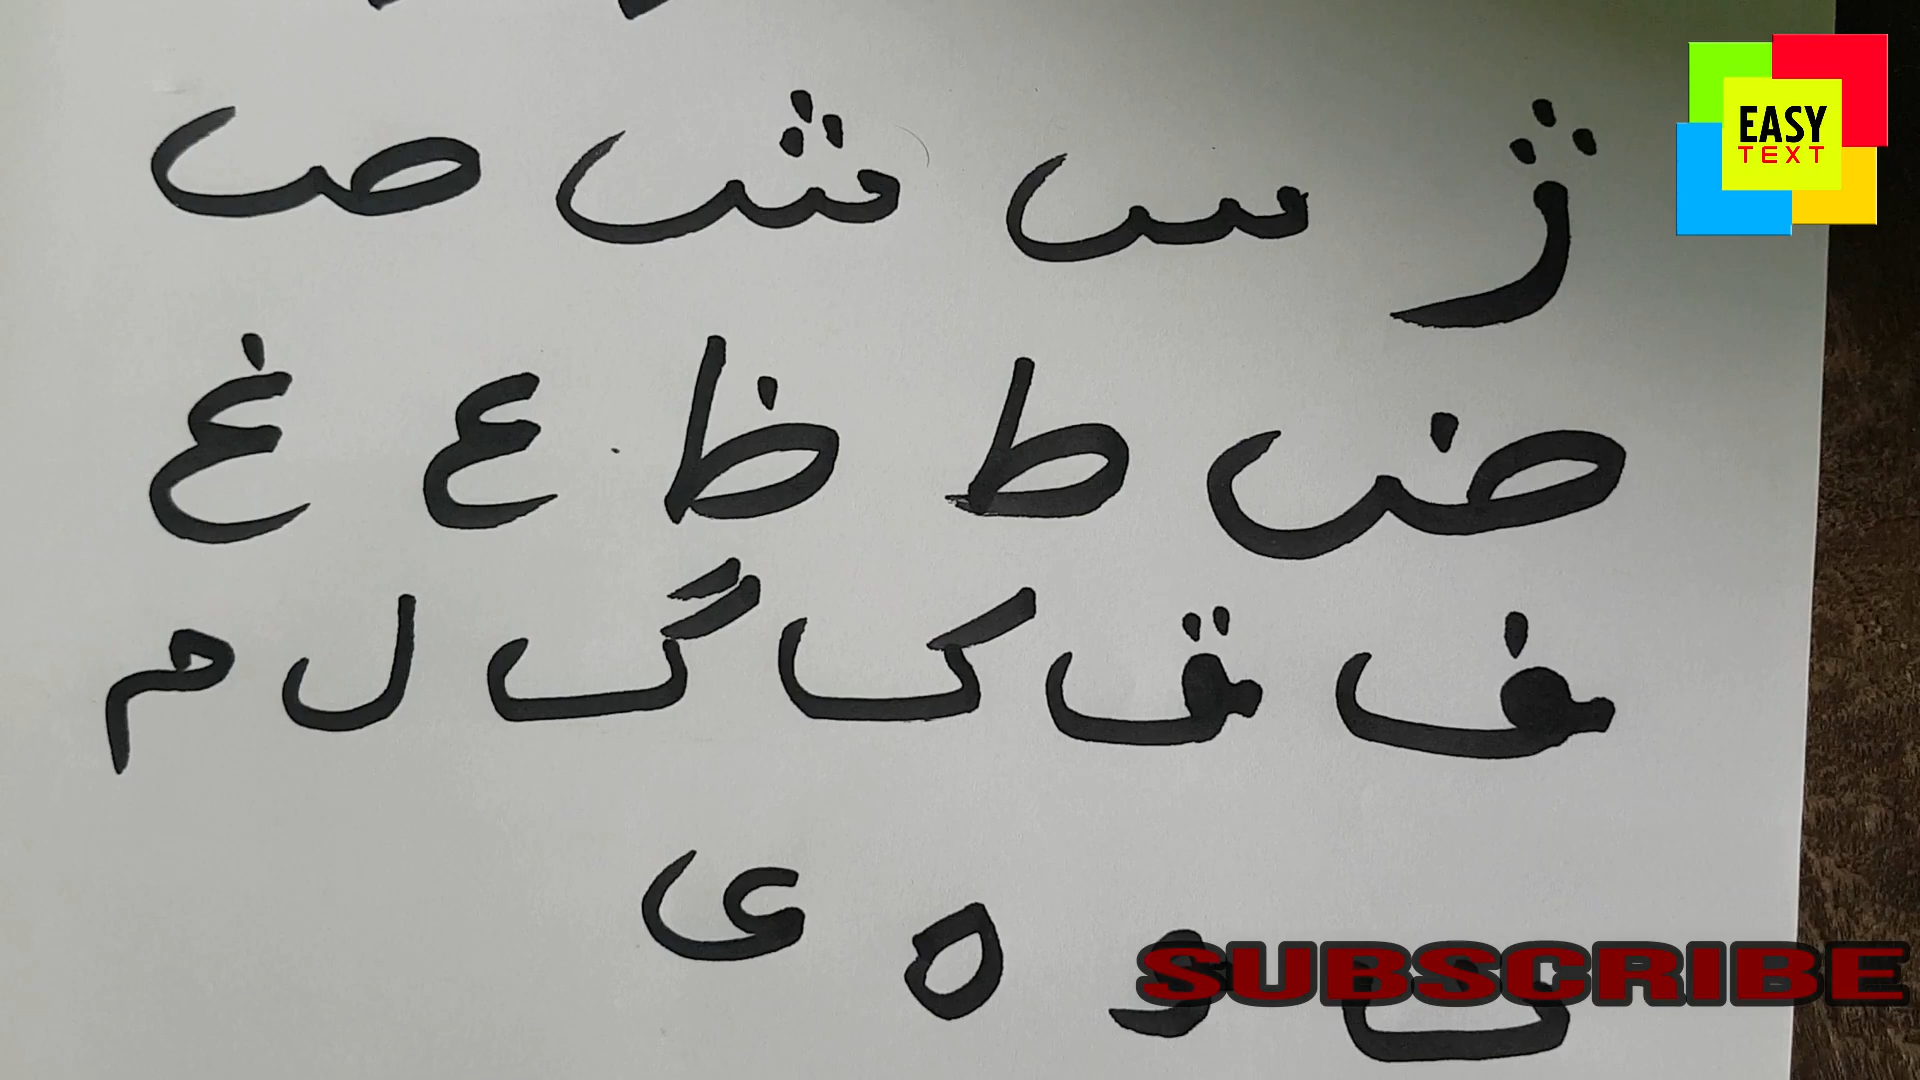 ژ س ش ص
ض ط ظ ع غ
ف ق ک گ ل م
ن و ه ی
EASY
TEXT
SUBSCRIBE